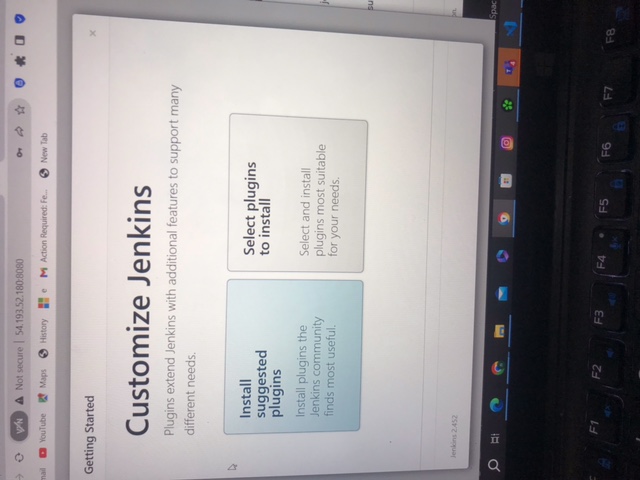 VPN Not secure 54.193.52.180:8080
mail YouTube Maps History e Action Required: Fe... New Tab
Getting Started
Customize Jenkins
Plugins extend Jenkins with additional features to support many
different needs.
Install
suggested
plugins
Install plugins the
Jenkins community
finds most useful.
Select plugins
to install
Select and install
plugins most suitable
for your needs.
Jenkins 2.452
Spac
F1 F2 F3 F4 F5 F6 F7 F8